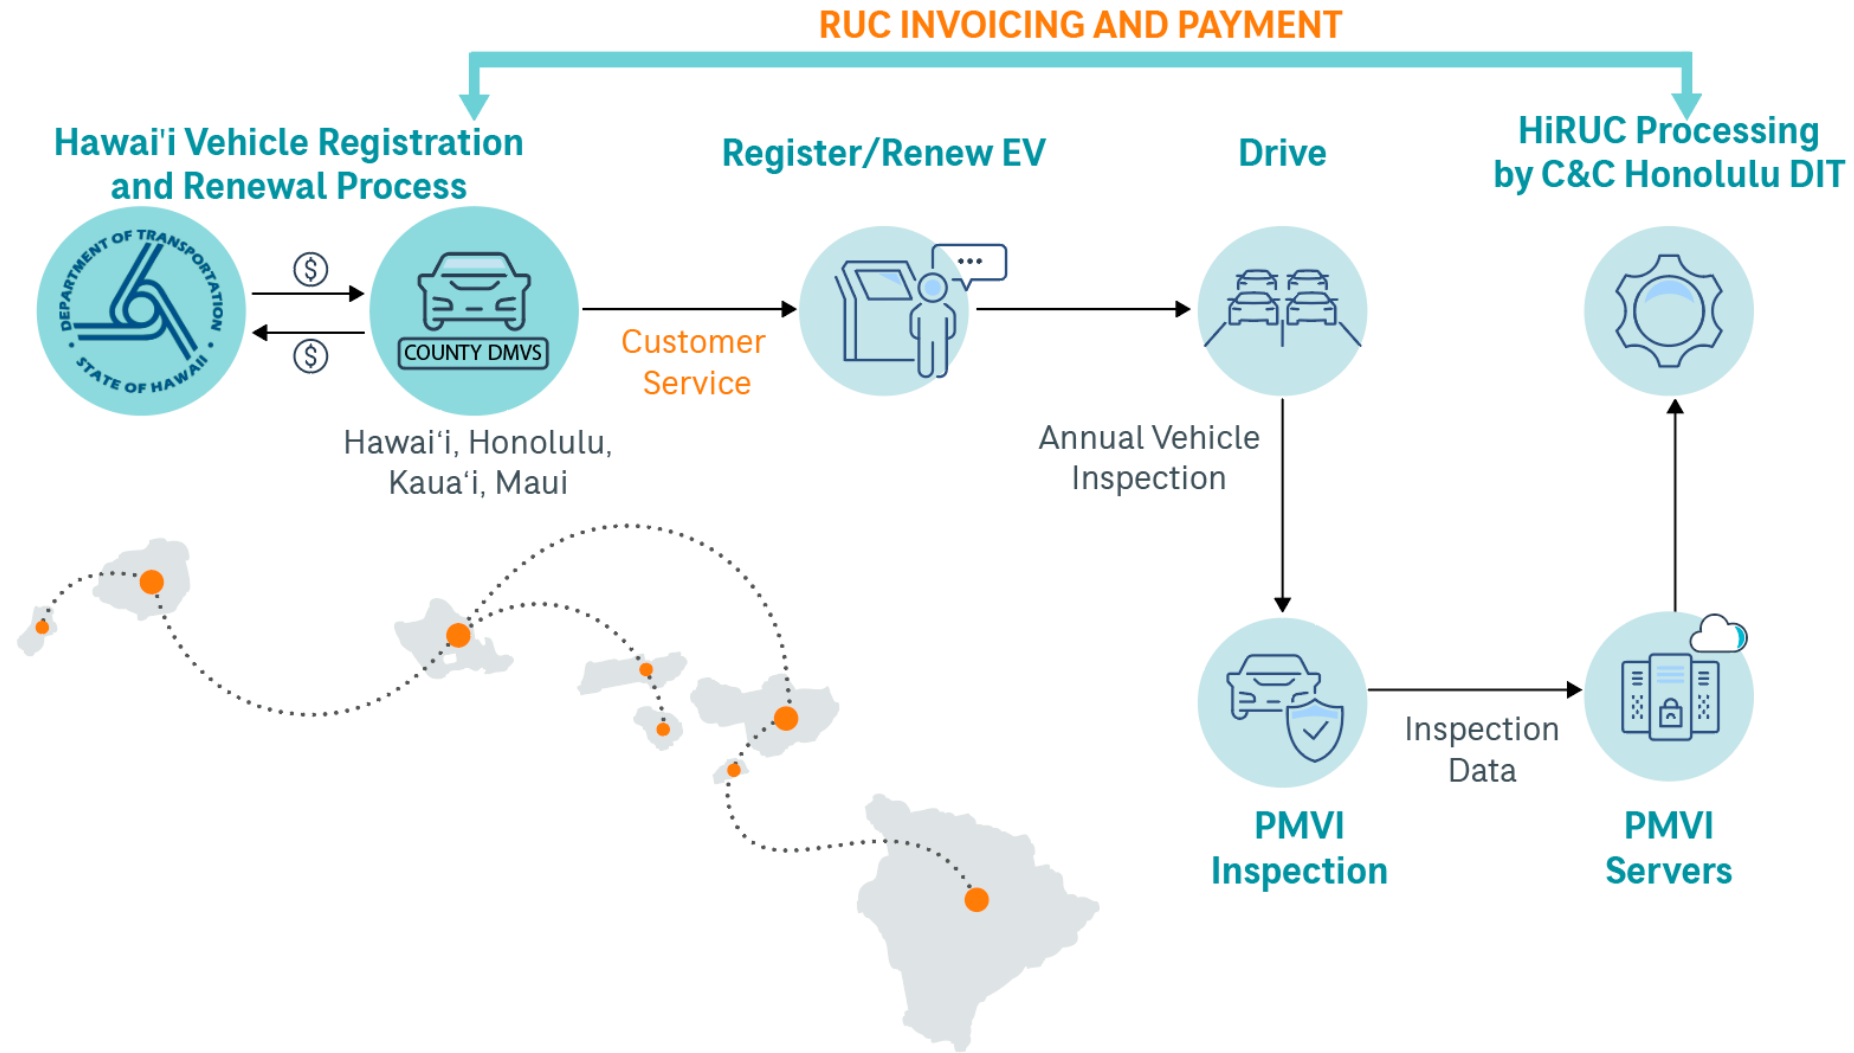 RUC INVOICING AND PAYMENT
Hawai'i Vehicle Registration
and Renewal Process
Register/Renew EV
Drive
HiRUC Processing
by C&C Honolulu DIT
DEPARTMENT OF TRANSPORTATION
• STATE OF HAWAII •
$
$
COUNTY DMVS
Customer
Service
Hawaiʻi, Honolulu,
Kauaʻi, Maui
Annual Vehicle
Inspection
Inspection
Data
PMVI
Inspection
PMVI
Servers